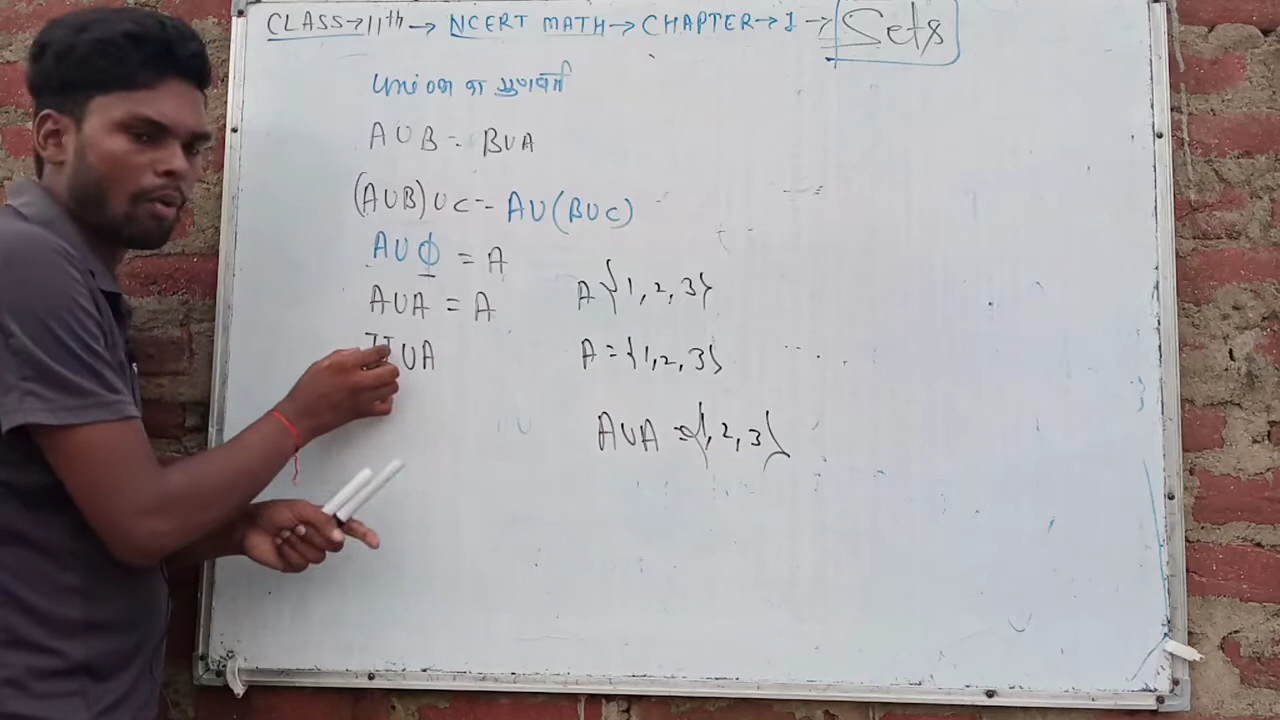 CLASS→11th→NCERT MATH→CHAPTER→1→Sets
union का गुणधर्म
A∪B = B∪A
(A∪B)∪C = A∪(B∪C)
A∪ϕ = A
A∪A = A
∪A
A {1, 2, 3}
A = {1, 2, 3}
A∪A = {1, 2, 3}